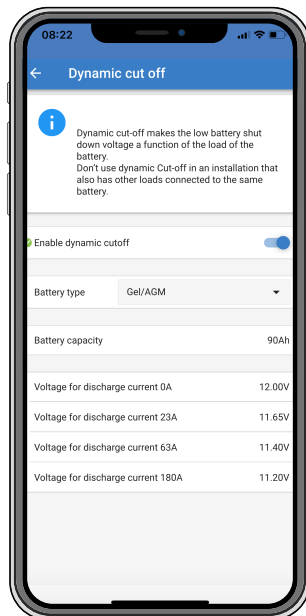 08:22
Dynamic cut off
Dynamic cut-off makes the low battery shut
down voltage a function of the load of the
battery.
Don't use dynamic Cut-off in an installation that
also has other loads connected to the same
battery.
Enable dynamic cutoff
Battery type Gel/AGM
Battery capacity 90Ah
Voltage for discharge current 0A 12.00V
Voltage for discharge current 23A 11.65V
Voltage for discharge current 63A 11.40V
Voltage for discharge current 180A 11.20V